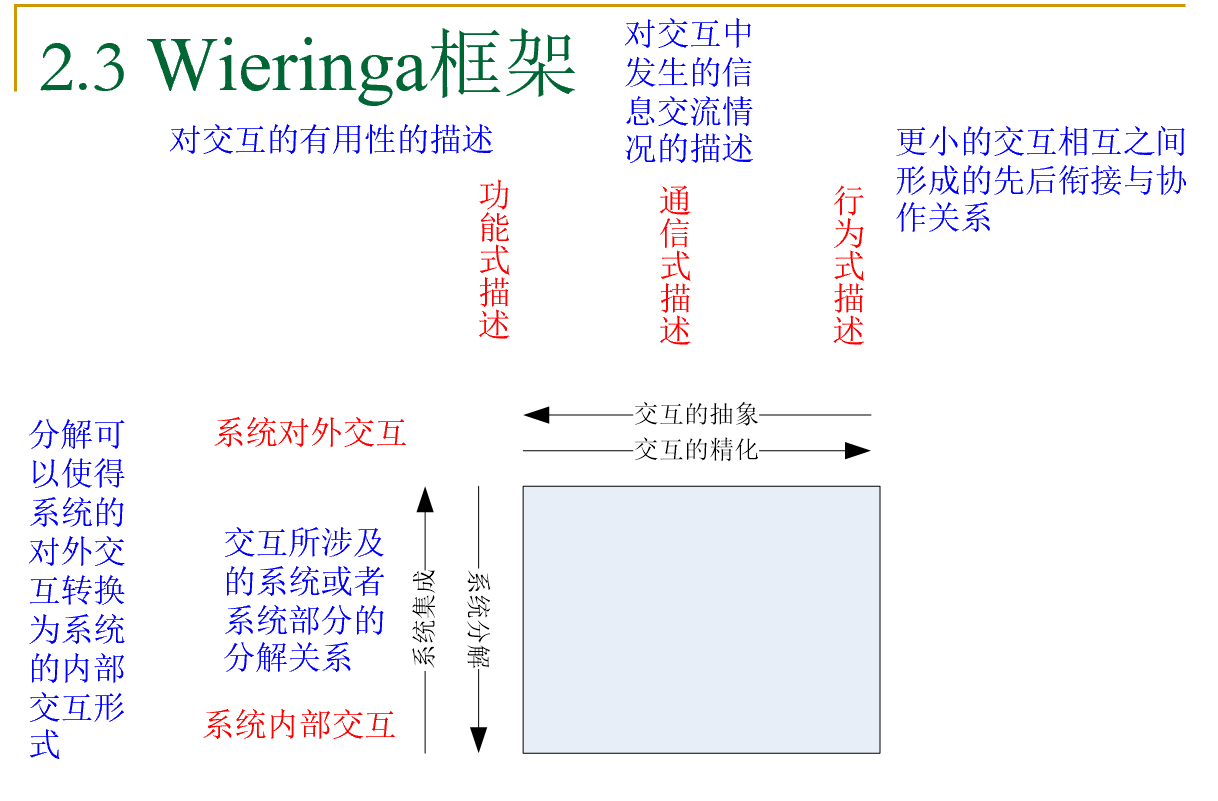 2.3 Wieringa框架
对交互中
发生的信
息交流情
况的描述
对交互的有用性的描述
更小的交互相互之间
形成的先后衔接与协
作关系
功能式描述
通信式描述
行为式描述
交互的抽象
交互的精化
分解可
以使得
系统的
对外交
互转换
为系统
的内部
交互形
式
系统对外交互
交互所涉及
的系统或者
系统部分的
分解关系
系统内部交互
系统集成
系统分解